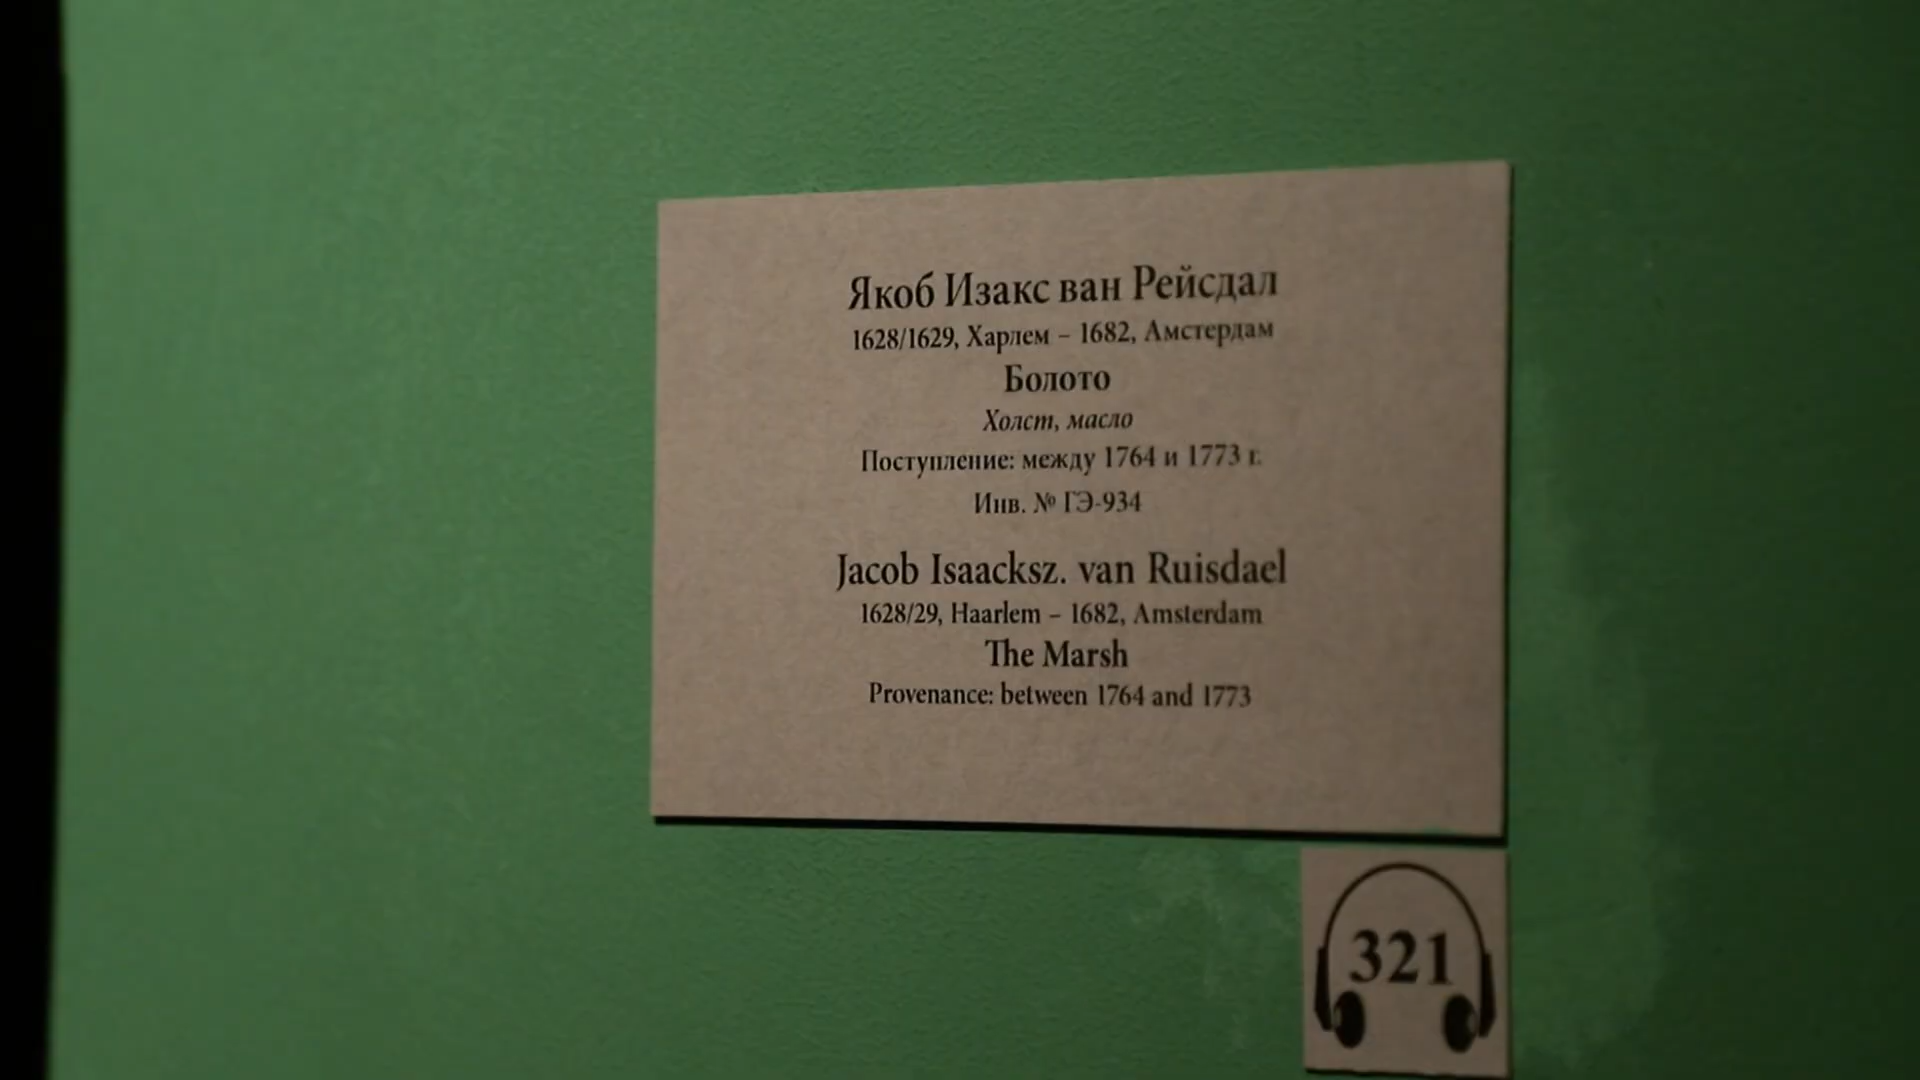 Якоб Изакс ван Рейсдал
1628/1629, Харлем – 1682, Амстердам
Болото
Холст, масло
Поступление: между 1764 и 1773 г.
Инв. № ГЭ-934
Jacob Isaacksz. van Ruisdael
1628/29, Haarlem – 1682, Amsterdam
The Marsh
Provenance: between 1764 and 1773
321